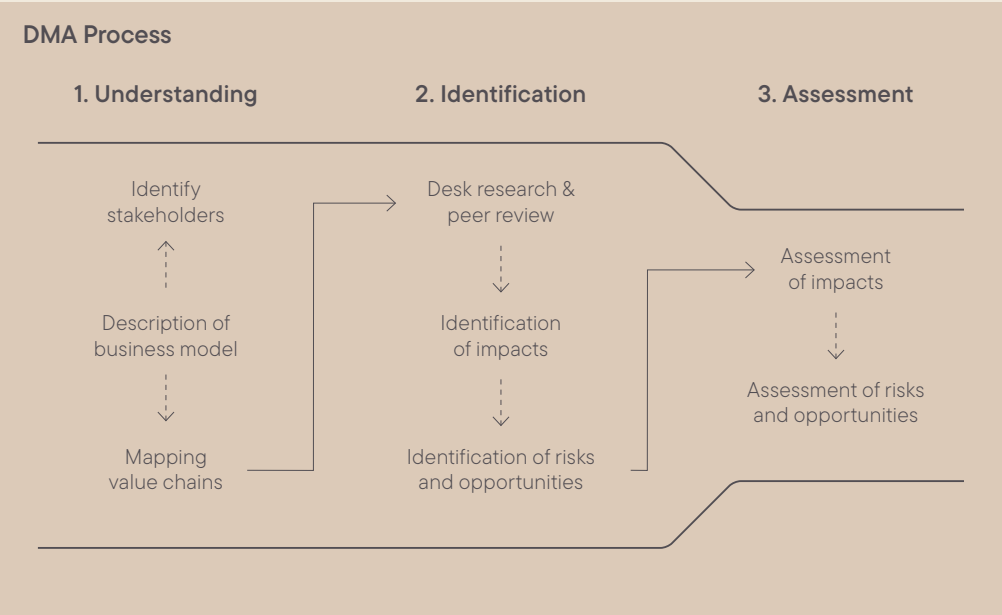 DMA Process
1. Understanding
2. Identification
3. Assessment
Identify
stakeholders
Description of
business model
Mapping
value chains
Desk research &
peer review
Identification
of impacts
Identification of risks
and opportunities
Assessment
of impacts
Assessment of risks
and opportunities